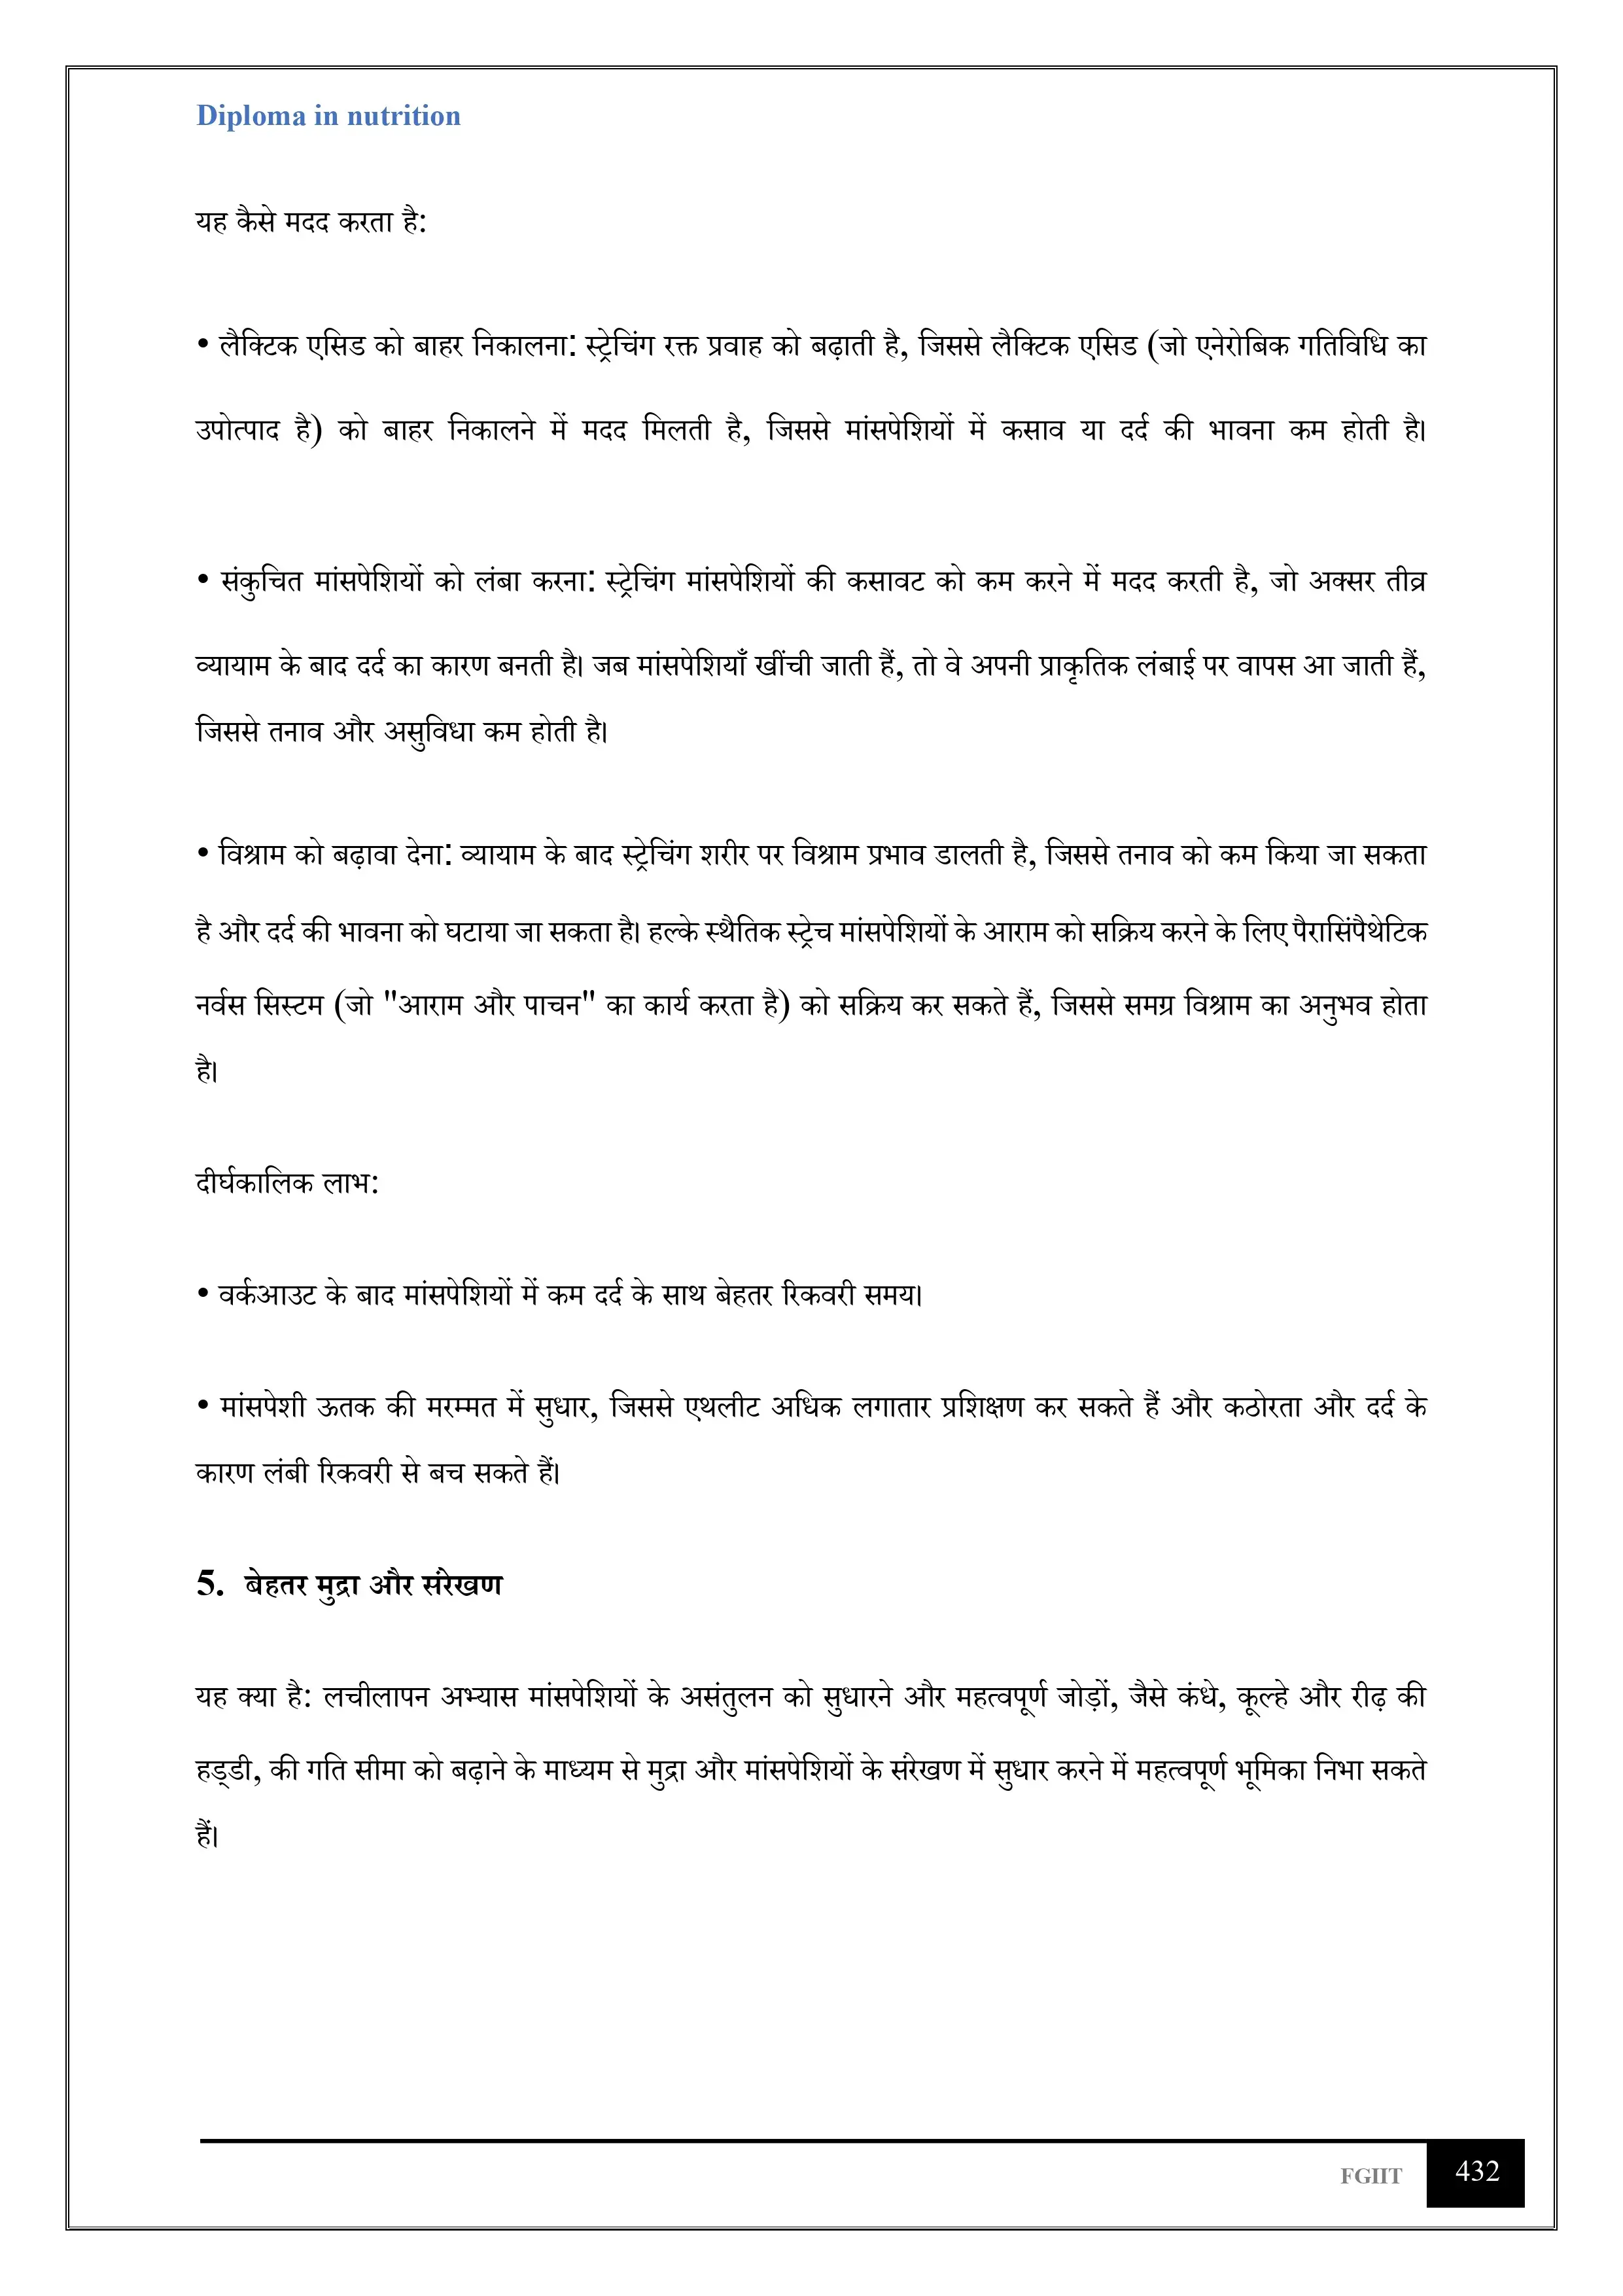 Diploma in nutrition
यह कैसे मदद करता है:
• लैक्टिक एसिड को बाहर निकालना: स्ट्रेचिंग रक्त प्रवाह को बढ़ाती है, जिससे लैक्टिक एसिड (जो एनेरोबिक गतिविधि का
उपोत्पाद है) को बाहर निकालने में मदद मिलती है, जिससे मांसपेशियों में कसाव या दर्द की भावना कम होती है।
• संकुचित मांसपेशियों को लंबा करना: स्ट्रेचिंग मांसपेशियों की कसावट को कम करने में मदद करती है, जो अक्सर तीव्र
व्यायाम के बाद दर्द का कारण बनती है। जब मांसपेशियाँ खींची जाती हैं, तो वे अपनी प्राकृतिक लंबाई पर वापस आ जाती हैं,
जिससे तनाव और असुविधा कम होती है।
• विश्राम को बढ़ावा देना: व्यायाम के बाद स्ट्रेचिंग शरीर पर विश्राम प्रभाव डालती है, जिससे तनाव को कम किया जा सकता
है और दर्द की भावना को घटाया जा सकता है। हल्के स्थैतिक स्ट्रेच मांसपेशियों के आराम को सक्रिय करने के लिए पैरासिंपैथेटिक
नर्वस सिस्टम (जो "आराम और पाचन" का कार्य करता है) को सक्रिय कर सकते हैं, जिससे समग्र विश्राम का अनुभव होता
है।
दीर्घकालिक लाभ:
• वर्कआउट के बाद मांसपेशियों में कम दर्द के साथ बेहतर रिकवरी समय।
• मांसपेशी ऊतक की मरम्मत में सुधार, जिससे एथलीट अधिक लगातार प्रशिक्षण कर सकते हैं और कठोरता और दर्द के
कारण लंबी रिकवरी से बच सकते हैं।
5. बेहतर मुद्रा और संरेखण
यह क्या है: लचीलापन अभ्यास मांसपेशियों के असंतुलन को सुधारने और महत्वपूर्ण जोड़ों, जैसे कंधे, कूल्हे और रीढ़ की
हड्डी, की गति सीमा को बढ़ाने के माध्यम से मुद्रा और मांसपेशियों के संरेखण में सुधार करने में महत्वपूर्ण भूमिका निभा सकते
हैं।
FGIIT 432